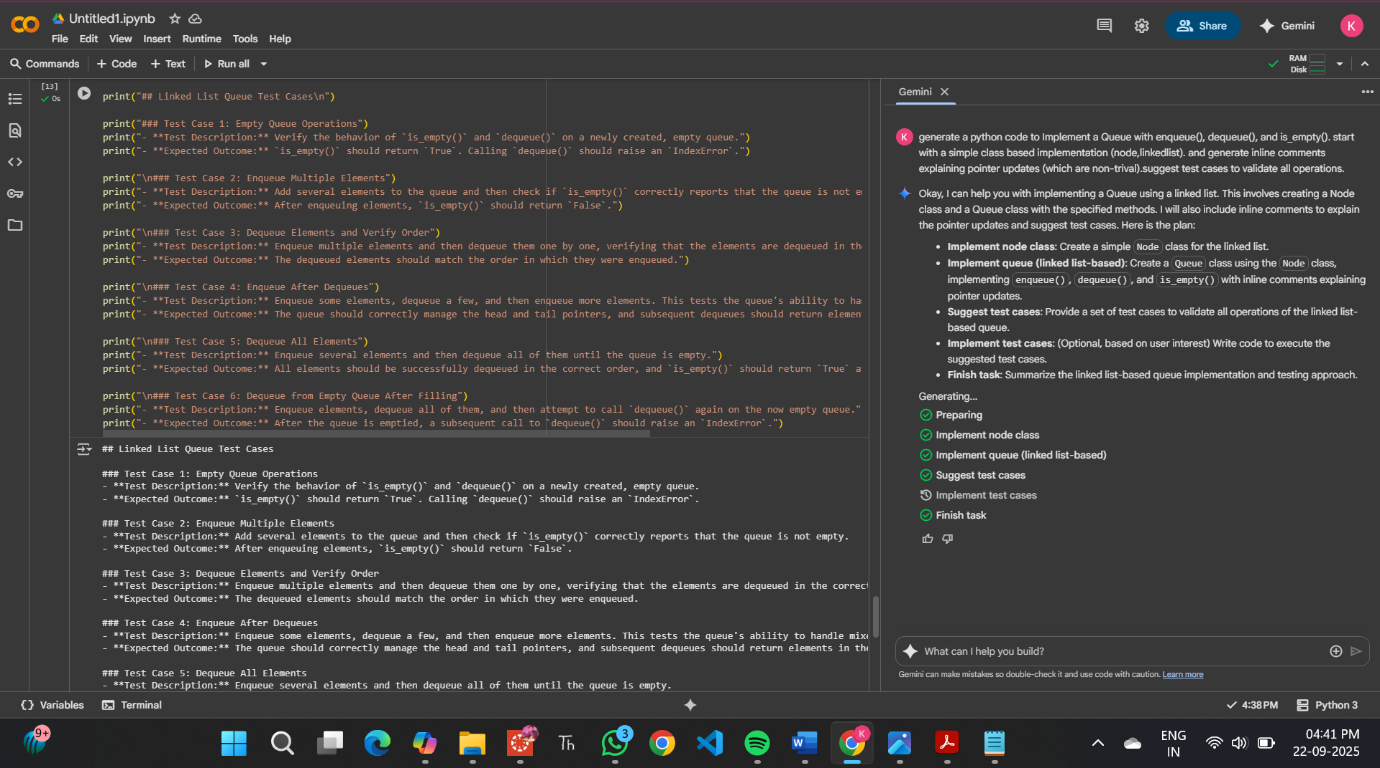 Untitled1.ipynb
File Edit View Insert Runtime Tools Help
Share
Gemini
K
Commands + Code + Text Run all
RAM
Disk
[13]
0s
print("## Linked List Queue Test Cases\n")
print("### Test Case 1: Empty Queue Operations")
print("- **Test Description:** Verify the behavior of `is_empty()` and `dequeue()` on a newly created, empty queue.")
print("- **Expected Outcome:** `is_empty()` should return `True`. Calling `dequeue()` should raise an `IndexError`.")
print("\n### Test Case 2: Enqueue Multiple Elements")
print("- **Test Description:** Add several elements to the queue and then check if `is_empty()` correctly reports that the queue is not e
print("- **Expected Outcome:** After enqueuing elements, `is_empty()` should return `False`.")
print("\n### Test Case 3: Dequeue Elements and Verify Order")
print("- **Test Description:** Enqueue multiple elements and then dequeue them one by one, verifying that the elements are dequeued in the
print("- **Expected Outcome:** The dequeued elements should match the order in which they were enqueued.")
print("\n### Test Case 4: Enqueue After Dequeues")
print("- **Test Description:** Enqueue some elements, dequeue a few, and then enqueue more elements. This tests the queue's ability to ha
print("- **Expected Outcome:** The queue should correctly manage the head and tail pointers, and subsequent dequeues should return elemen
print("\n### Test Case 5: Dequeue All Elements")
print("- **Test Description:** Enqueue several elements and then dequeue all of them until the queue is empty.")
print("- **Expected Outcome:** All elements should be successfully dequeued in the correct order, and `is_empty()` should return `True` a
print("\n### Test Case 6: Dequeue from Empty Queue After Filling")
print("- **Test Description:** Enqueue elements, dequeue all of them, and then attempt to call `dequeue()` again on the now empty queue."
print("- **Expected Outcome:** After the queue is emptied, a subsequent call to `dequeue()` should raise an `IndexError`.")
## Linked List Queue Test Cases
### Test Case 1: Empty Queue Operations
- **Test Description:** Verify the behavior of `is_empty()` and `dequeue()` on a newly created, empty queue.
- **Expected Outcome:** `is_empty()` should return `True`. Calling `dequeue()` should raise an `IndexError`.
### Test Case 2: Enqueue Multiple Elements
- **Test Description:** Add several elements to the queue and then check if `is_empty()` correctly reports that the queue is not empty.
- **Expected Outcome:** After enqueuing elements, `is_empty()` should return `False`.
### Test Case 3: Dequeue Elements and Verify Order
- **Test Description:** Enqueue multiple elements and then dequeue them one by one, verifying that the elements are dequeued in the correct
- **Expected Outcome:** The dequeued elements should match the order in which they were enqueued.
### Test Case 4: Enqueue After Dequeues
- **Test Description:** Enqueue some elements, dequeue a few, and then enqueue more elements. This tests the queue's ability to handle mixe
- **Expected Outcome:** The queue should correctly manage the head and tail pointers, and subsequent dequeues should return elements in the
### Test Case 5: Dequeue All Elements
- **Test Description:** Enqueue several elements and then dequeue all of them until the queue is empty.
Gemini
K
generate a python code to Implement a Queue with enqueue(), dequeue(), and is_empty(). start
with a simple class based implementation (node,linkedlist). and generate inline comments
explaining pointer updates (which are non-trival).suggest test cases to validate all operations.
Okay, I can help you with implementing a Queue using a linked list. This involves creating a Node
class and a Queue class with the specified methods. I will also include inline comments to explain
the pointer updates and suggest test cases. Here is the plan:
• Implement node class: Create a simple Node class for the linked list.
• Implement queue (linked list-based): Create a Queue class using the Node class,
implementing enqueue(), dequeue(), and is_empty() with inline comments explaining
pointer updates.
• Suggest test cases: Provide a set of test cases to validate all operations of the linked list-
based queue.
• Implement test cases: (Optional, based on user interest) Write code to execute the
suggested test cases.
• Finish task: Summarize the linked list-based queue implementation and testing approach.
Generating...
Preparing
Implement node class
Implement queue (linked list-based)
Suggest test cases
Implement test cases
Finish task
What can I help you build?
Gemini can make mistakes so double-check it and use code with caution. Learn more
Variables Terminal
4:38PM Python 3
9+
Th
3
K
ENG
IN
04:41 PM
22-09-2025